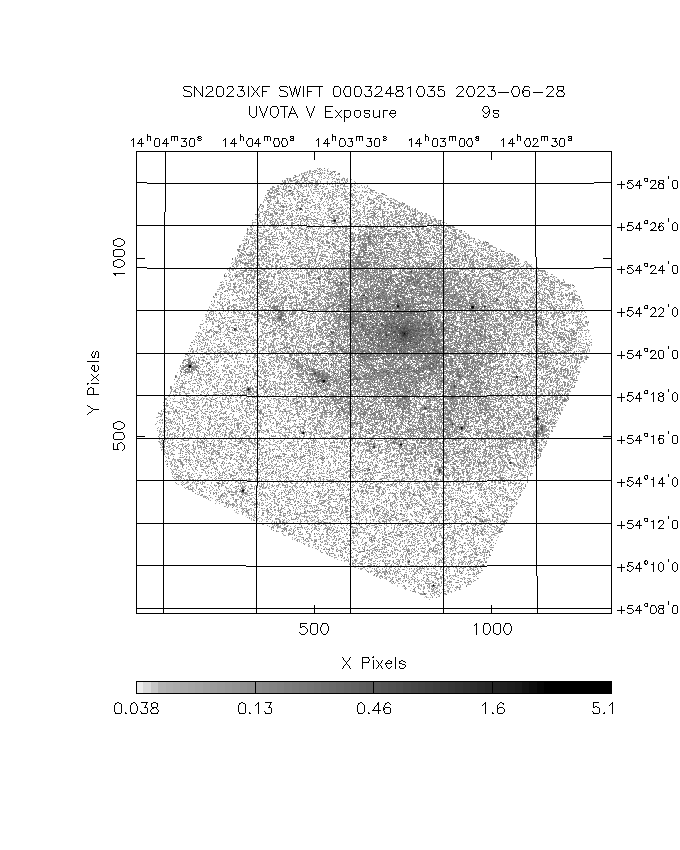 SN2023IXF SWIFT 00032481035 2023-06-28
UVOTA V Exposure 9s
14h04m30s 14h04m00s 14h03m30s 14h03m00s 14h02m30s
+54°28'0
+54°26'0
1000
+54°24'0
+54°22'0
+54°20'0
Y Pixels
+54°18'0
500
+54°16'0
+54°14'0
+54°12'0
+54°10'0
+54°08'0
500 1000
X Pixels
0.038 0.13 0.46 1.6 5.1